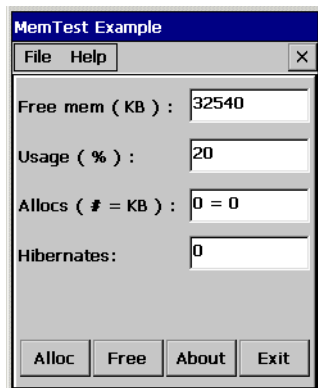 MemTest Example
File Help ×
Free mem ( KB ) : 32540
Usage ( % ) : 20
Allocs ( # = KB ) : 0 = 0
Hibernates: 0
Alloc Free About Exit